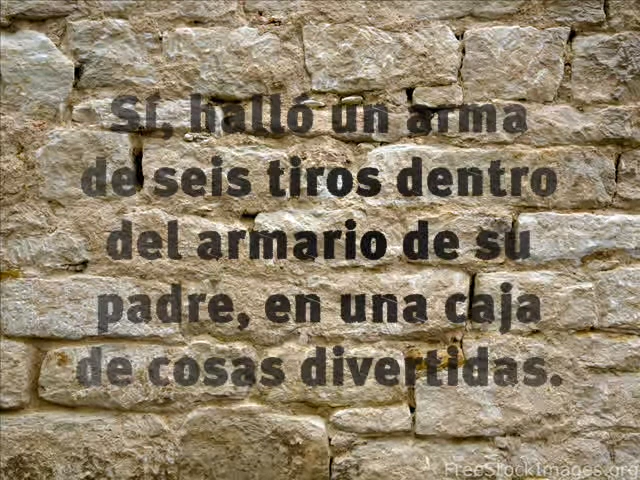 Sí, halló un arma
de seis tiros dentro
del armario de su
padre, en una caja
de cosas divertidas.
FreeStockImages.org